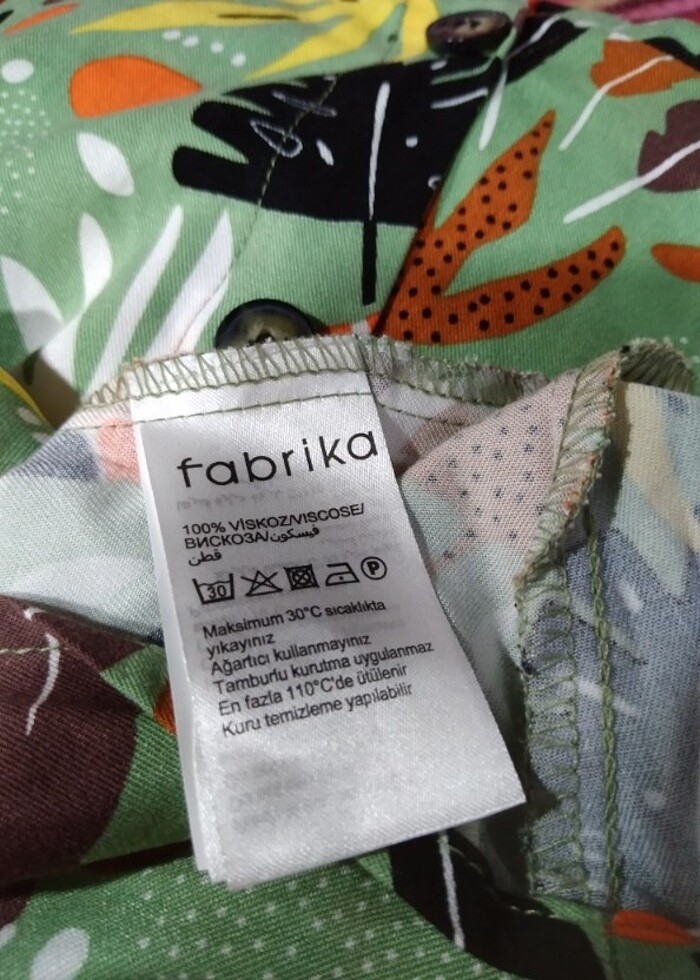 fabrika
100% VİSKOZ/VISCOSE/
ВИСКОЗА/فيسكون
قطن
30 P
Maksimum 30°C sıcaklıkta
yıkayınız
Ağartıcı kullanmayınız
Tamburlu kurutma uygulanmaz
En fazla 110°C'de ütülenir
Kuru temizleme yapılabilir